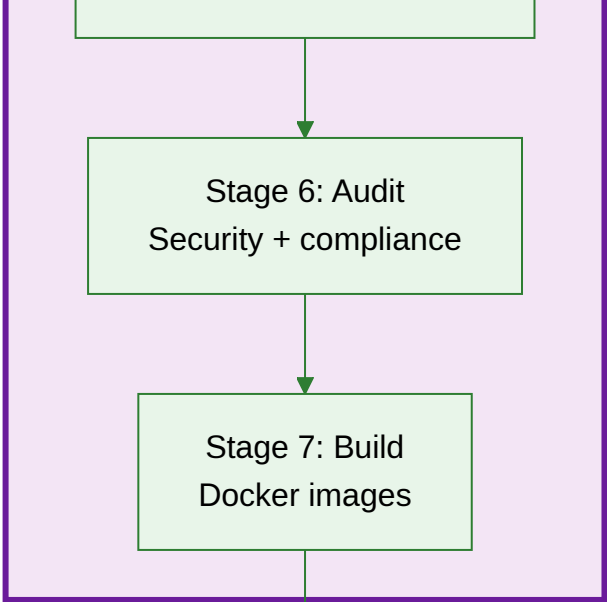 Stage 6: Audit
Security + compliance
Stage 7: Build
Docker images